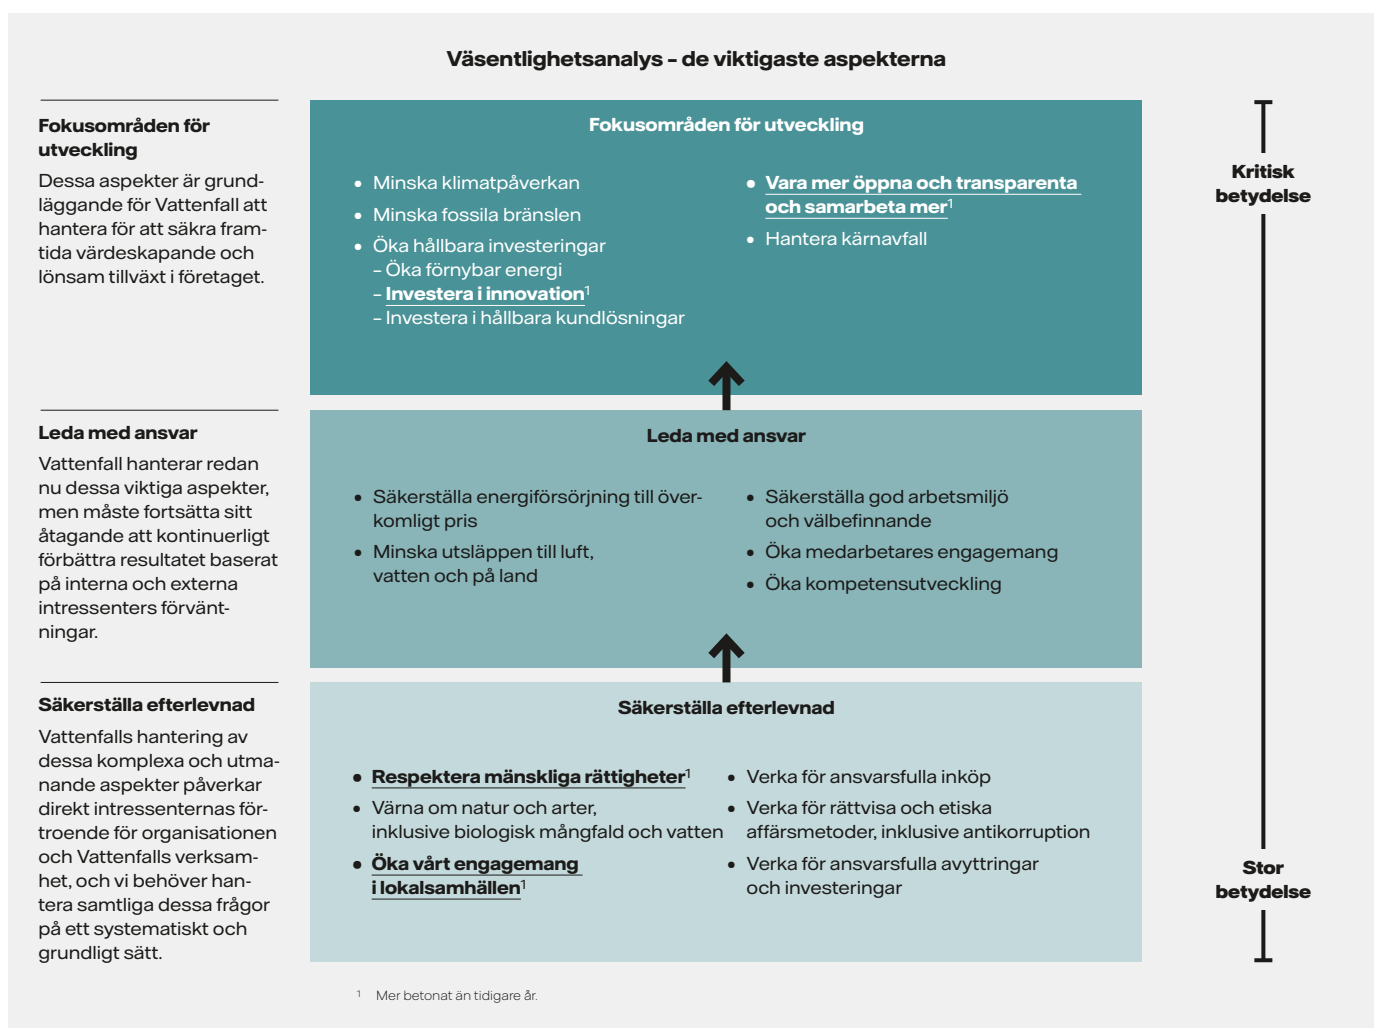 Väsentlighetsanalys – de viktigaste aspekterna
Fokusområden för
utveckling
Dessa aspekter är grund-
läggande för Vattenfall att
hantera för att säkra fram-
tida värdeskapande och
lönsam tillväxt i företaget.
Fokusområden för utveckling
• Minska klimatpåverkan
• Minska fossila bränslen
• Öka hållbara investeringar
– Öka förnybar energi
– Investera i innovation¹
– Investera i hållbara kundlösningar
• Vara mer öppna och transparenta
och samarbeta mer¹
• Hantera kärnavfall
Kritisk
betydelse
Leda med ansvar
Vattenfall hanterar redan
nu dessa viktiga aspekter,
men måste fortsätta sitt
åtagande att kontinuerligt
förbättra resultatet baserat
på interna och externa
intressenters förvänt-
ningar.
Leda med ansvar
• Säkerställa energiförsörjning till över-
komligt pris
• Minska utsläppen till luft,
vatten och på land
• Säkerställa god arbetsmiljö
och välbefinnande
• Öka medarbetares engagemang
• Öka kompetensutveckling
Säkerställa efterlevnad
Vattenfalls hantering av
dessa komplexa och utma-
nande aspekter påverkar
direkt intressenternas för-
troende för organisationen
och Vattenfalls verksam-
het, och vi behöver han-
tera samtliga dessa frågor
på ett systematiskt och
grundligt sätt.
Säkerställa efterlevnad
• Respektera mänskliga rättigheter¹
• Värna om natur och arter,
inklusive biologisk mångfald och vatten
• Öka vårt engagemang
i lokalsamhällen¹
• Verka för ansvarsfulla inköp
• Verka för rättvisa och etiska
affärsmetoder, inklusive antikorruption
• Verka för ansvarsfulla avyttringar
och investeringar
Stor
betydelse
¹ Mer betonat än tidigare år.